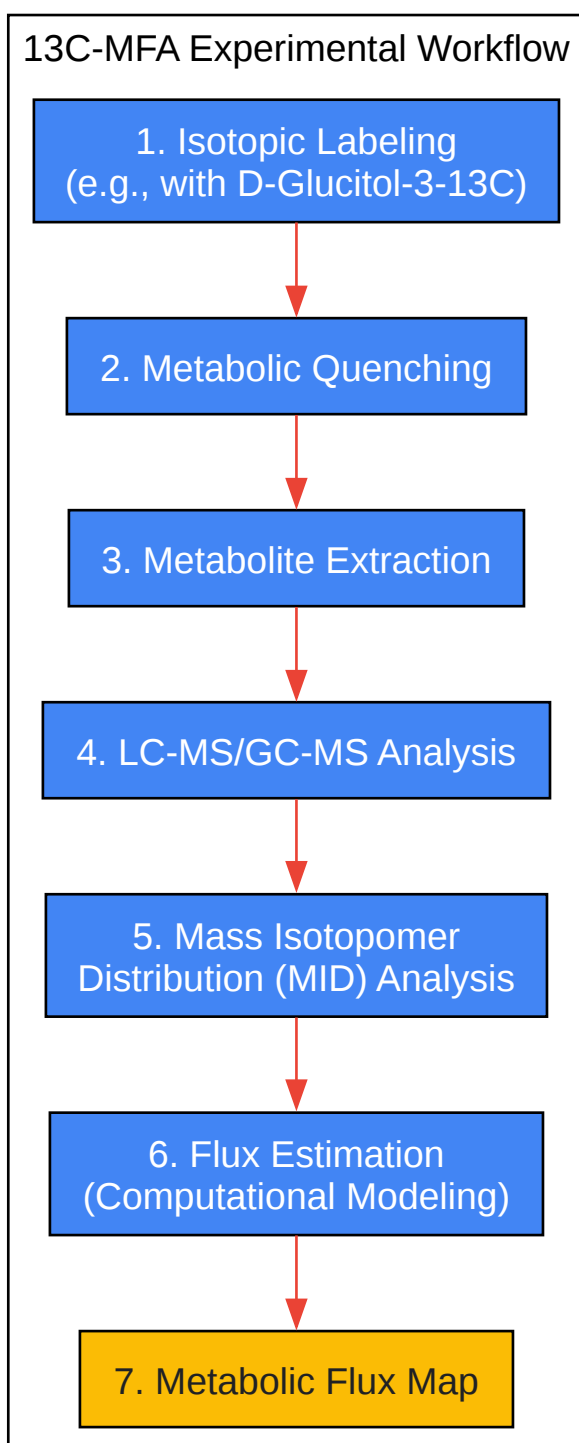 13C-MFA Experimental Workflow
1. Isotopic Labeling
(e.g., with D-Glucitol-3-13C)
2. Metabolic Quenching
3. Metabolite Extraction
4. LC-MS/GC-MS Analysis
5. Mass Isotopomer
Distribution (MID) Analysis
6. Flux Estimation
(Computational Modeling)
7. Metabolic Flux Map